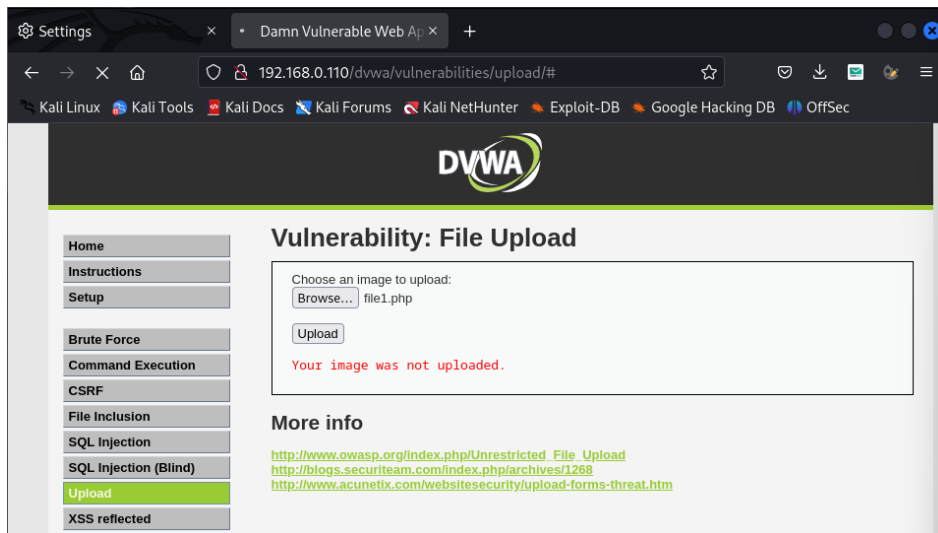 Settings
Damn Vulnerable Web Ap
192.168.0.110/dvwa/vulnerabilities/upload/#
Kali Linux Kali Tools Kali Docs Kali Forums Kali NetHunter Exploit-DB Google Hacking DB OffSec
DVWA
Home
Instructions
Setup
Brute Force
Command Execution
CSRF
File Inclusion
SQL Injection
SQL Injection (Blind)
Upload
XSS reflected
Vulnerability: File Upload
Choose an image to upload:
Browse... file1.php
Upload
Your image was not uploaded.
More info
http://www.owasp.org/index.php/Unrestricted_File_Upload
http://blogs.securiteam.com/index.php/archives/1268
http://www.acunetix.com/websitesecurity/upload-forms-threat.htm